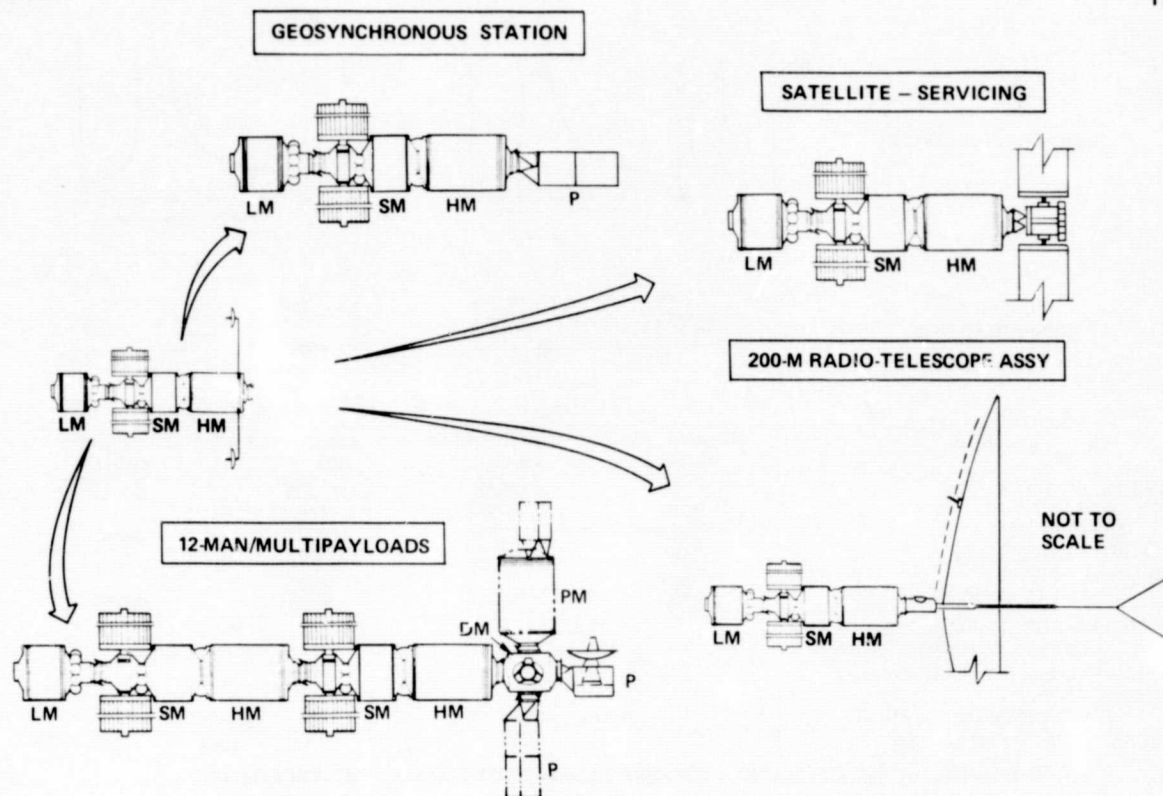 GEOSYNCHRONOUS STATION
LM
SM
HM
P
SATELLITE – SERVICING
LM
SM
HM
LM
SM
HM
200-M RADIO-TELESCOPE ASSY
NOT TO
SCALE
LM
SM
HM
12-MAN/MULTIPAYLOADS
PM
DM
P
LM
SM
HM
SM
HM
P